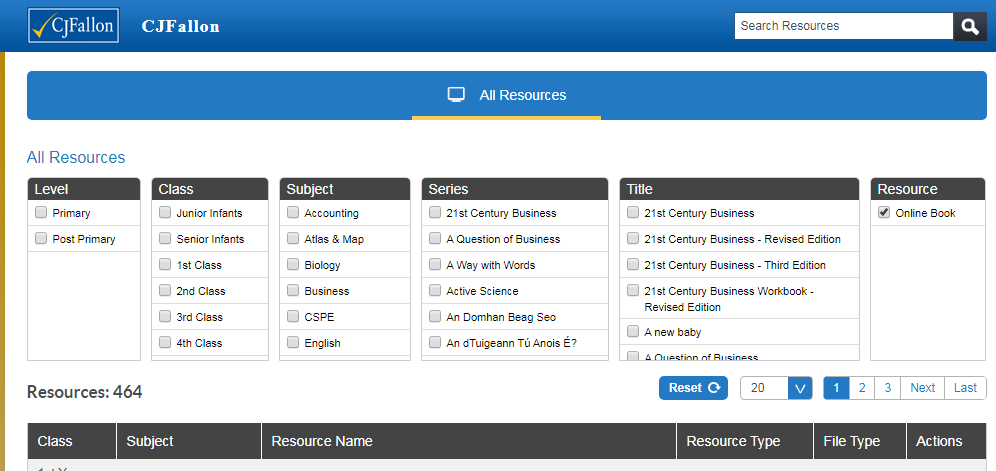 CJFallon CJFallon Search Resources
All Resources
All Resources
Level Class Subject Series Title Resource
Primary Junior Infants Accounting 21st Century Business 21st Century Business Online Book
Post Primary Senior Infants Atlas & Map A Question of Business 21st Century Business - Revised Edition
1st Class Biology A Way with Words 21st Century Business - Third Edition
2nd Class Business Active Science 21st Century Business Workbook -
Revised Edition
3rd Class CSPE An Domhan Beag Seo
A new baby
4th Class English An dTuigeann Tú Anois É?
A Question of Business
Resources: 464 Reset 20 V 1 2 3 Next Last
Class Subject Resource Name Resource Type File Type Actions